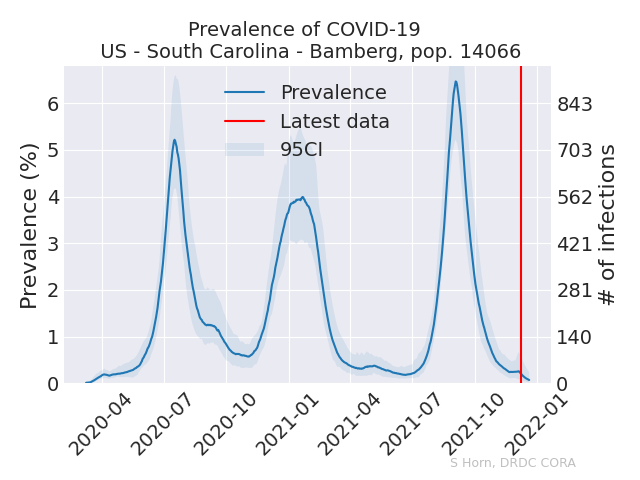 Prevalence of COVID-19
US - South Carolina - Bamberg, pop. 14066
Prevalence
Latest data
95CI
Prevalence (%)
6
5
4
3
2
1
0
843
703
562
421
281
140
0
# of infections
2020-04
2020-07
2020-10
2021-01
2021-04
2021-07
2021-10
2022-01
S Horn, DRDC CORA